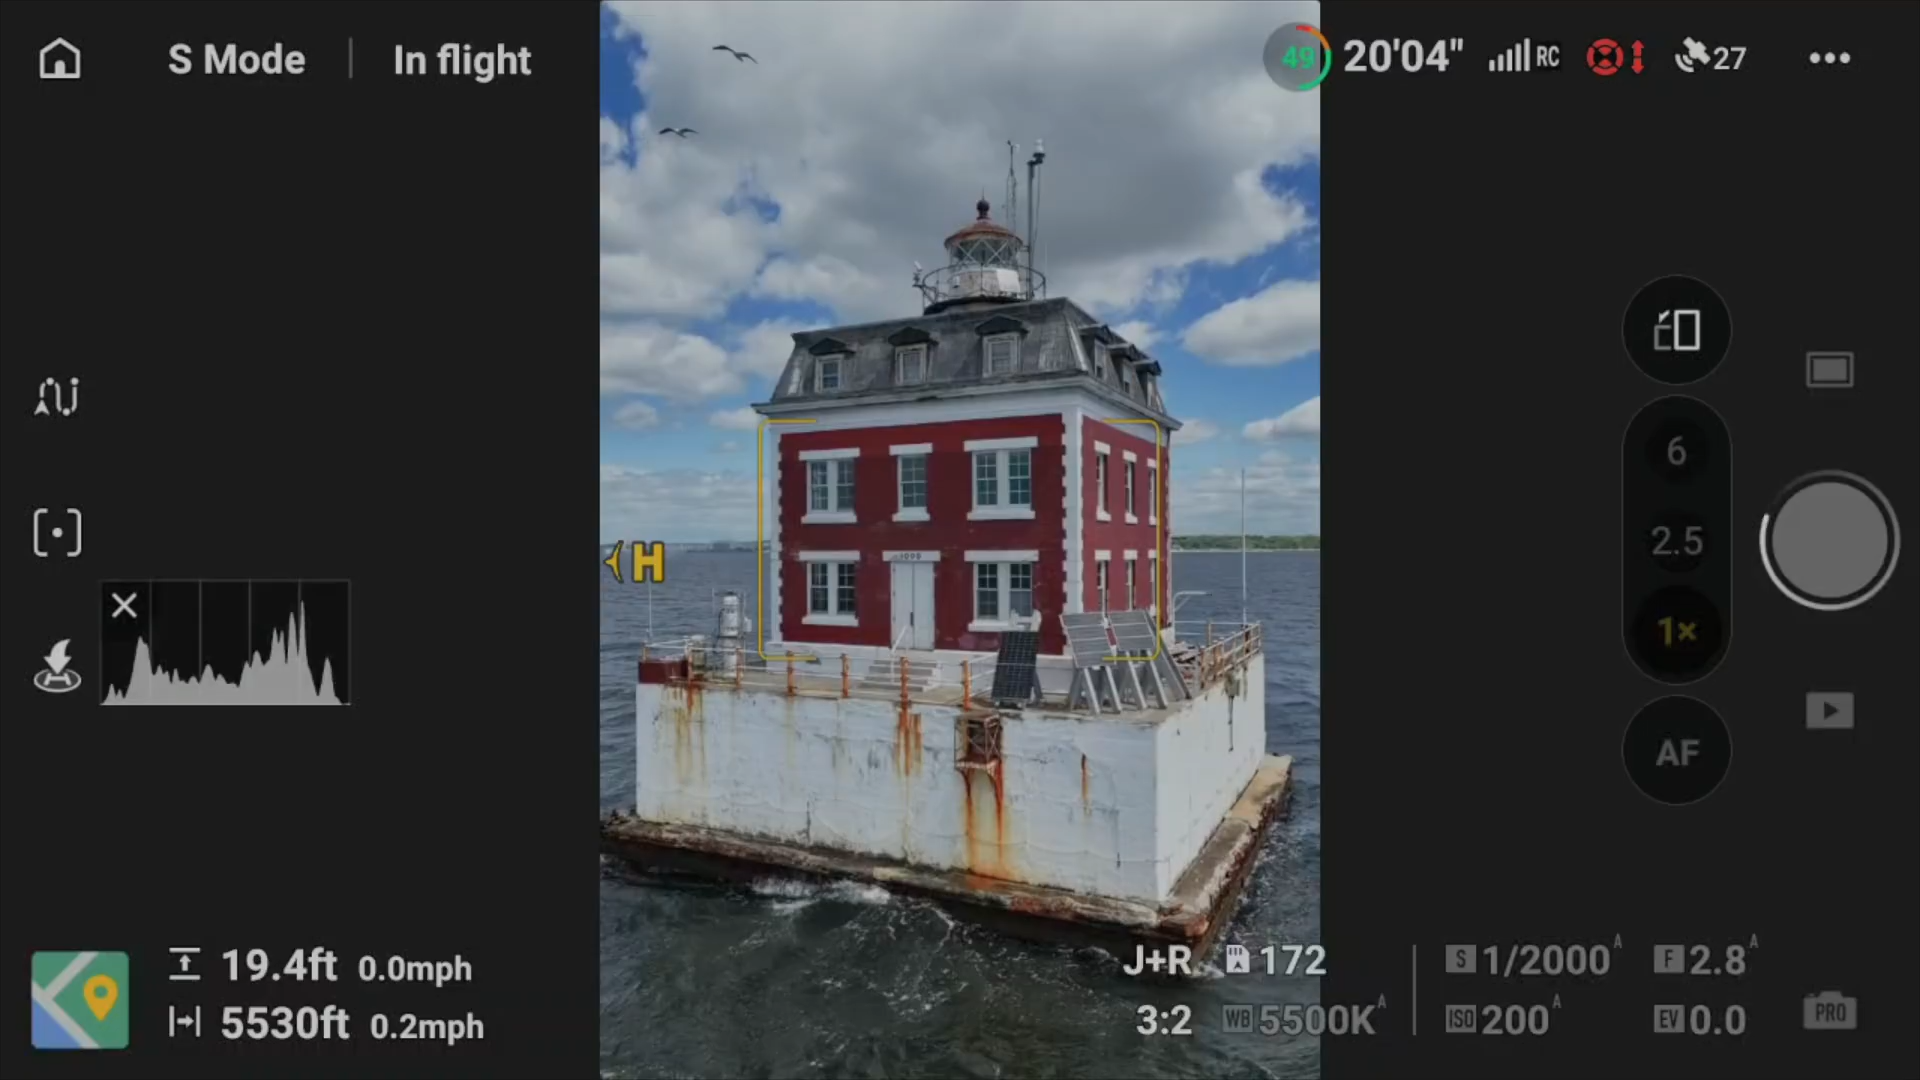 S Mode | In flight
49 20'04" RC 27
6
2.5
1×
AF
H
19.4ft 0.0mph
5530ft 0.2mph
J+R 172
3:2 WB 5500K A
S 1/2000 A F 2.8 A
ISO 200 A EV 0.0
PRO